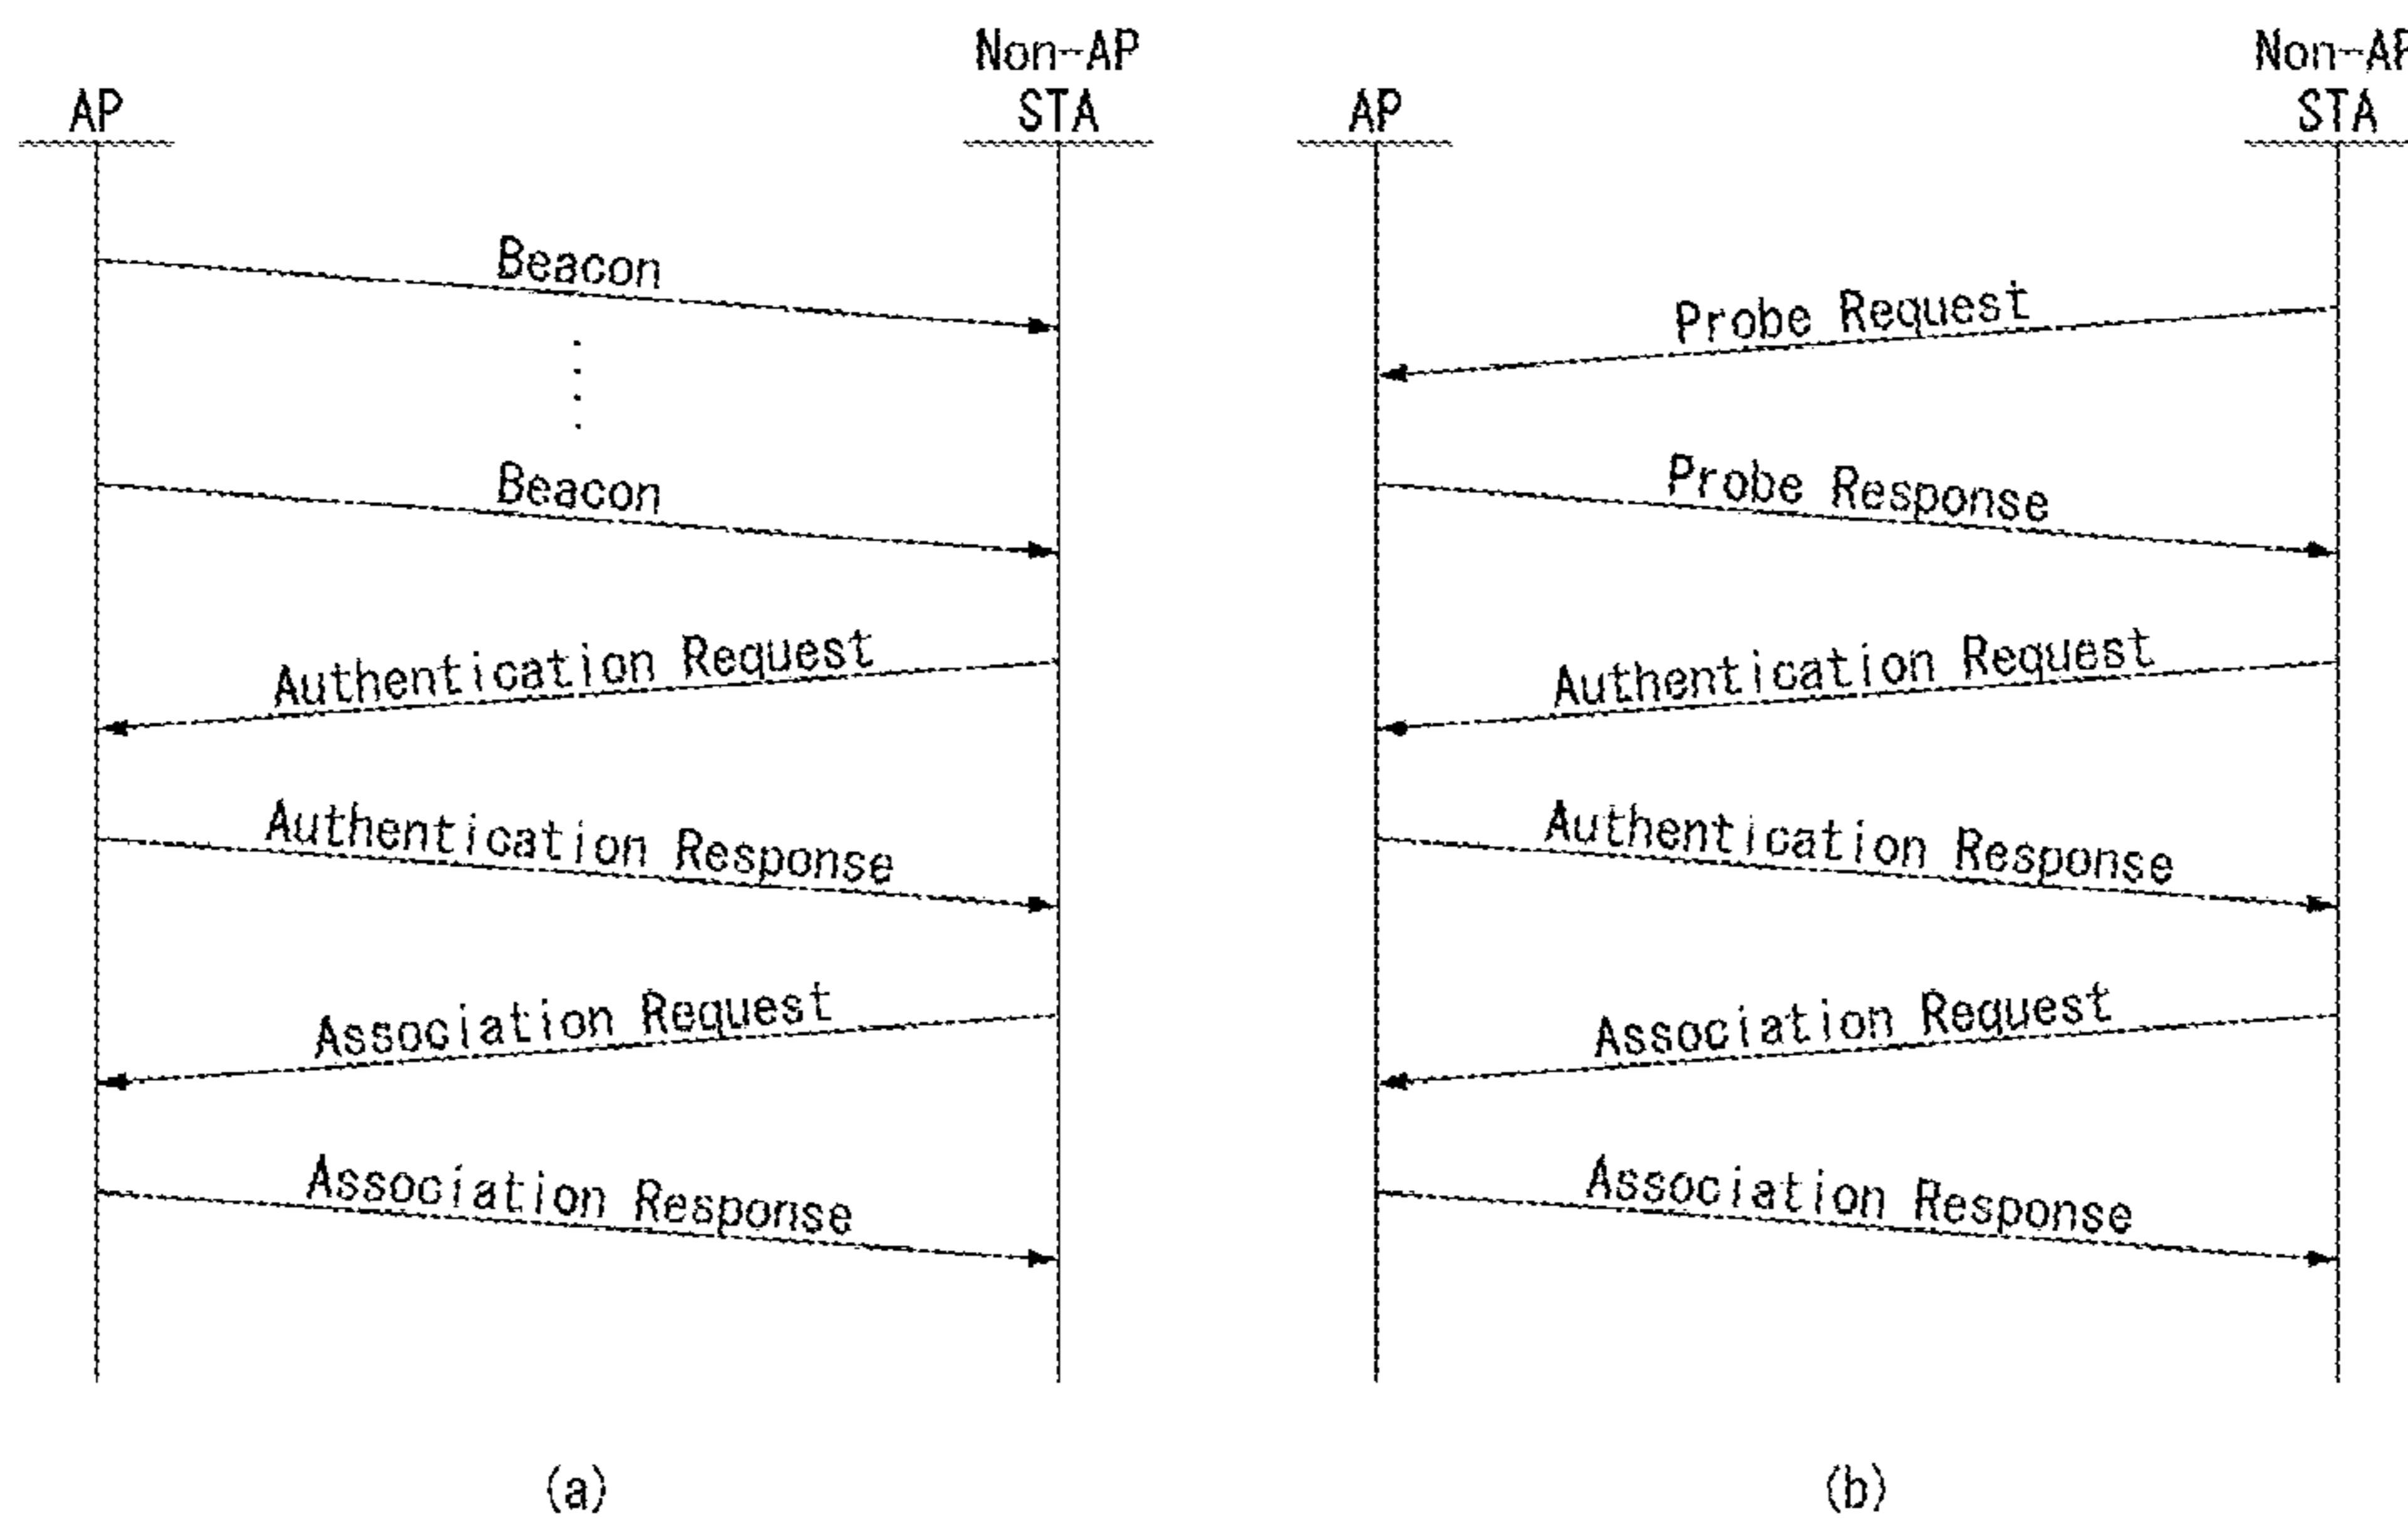 AP
Non-AP
STA
Beacon
Beacon
Authentication Request
Authentication Response
Association Request
Association Response
(a)
AP
Non-AP
STA
Probe Request
Probe Response
Authentication Request
Authentication Response
Association Request
Association Response
(b)